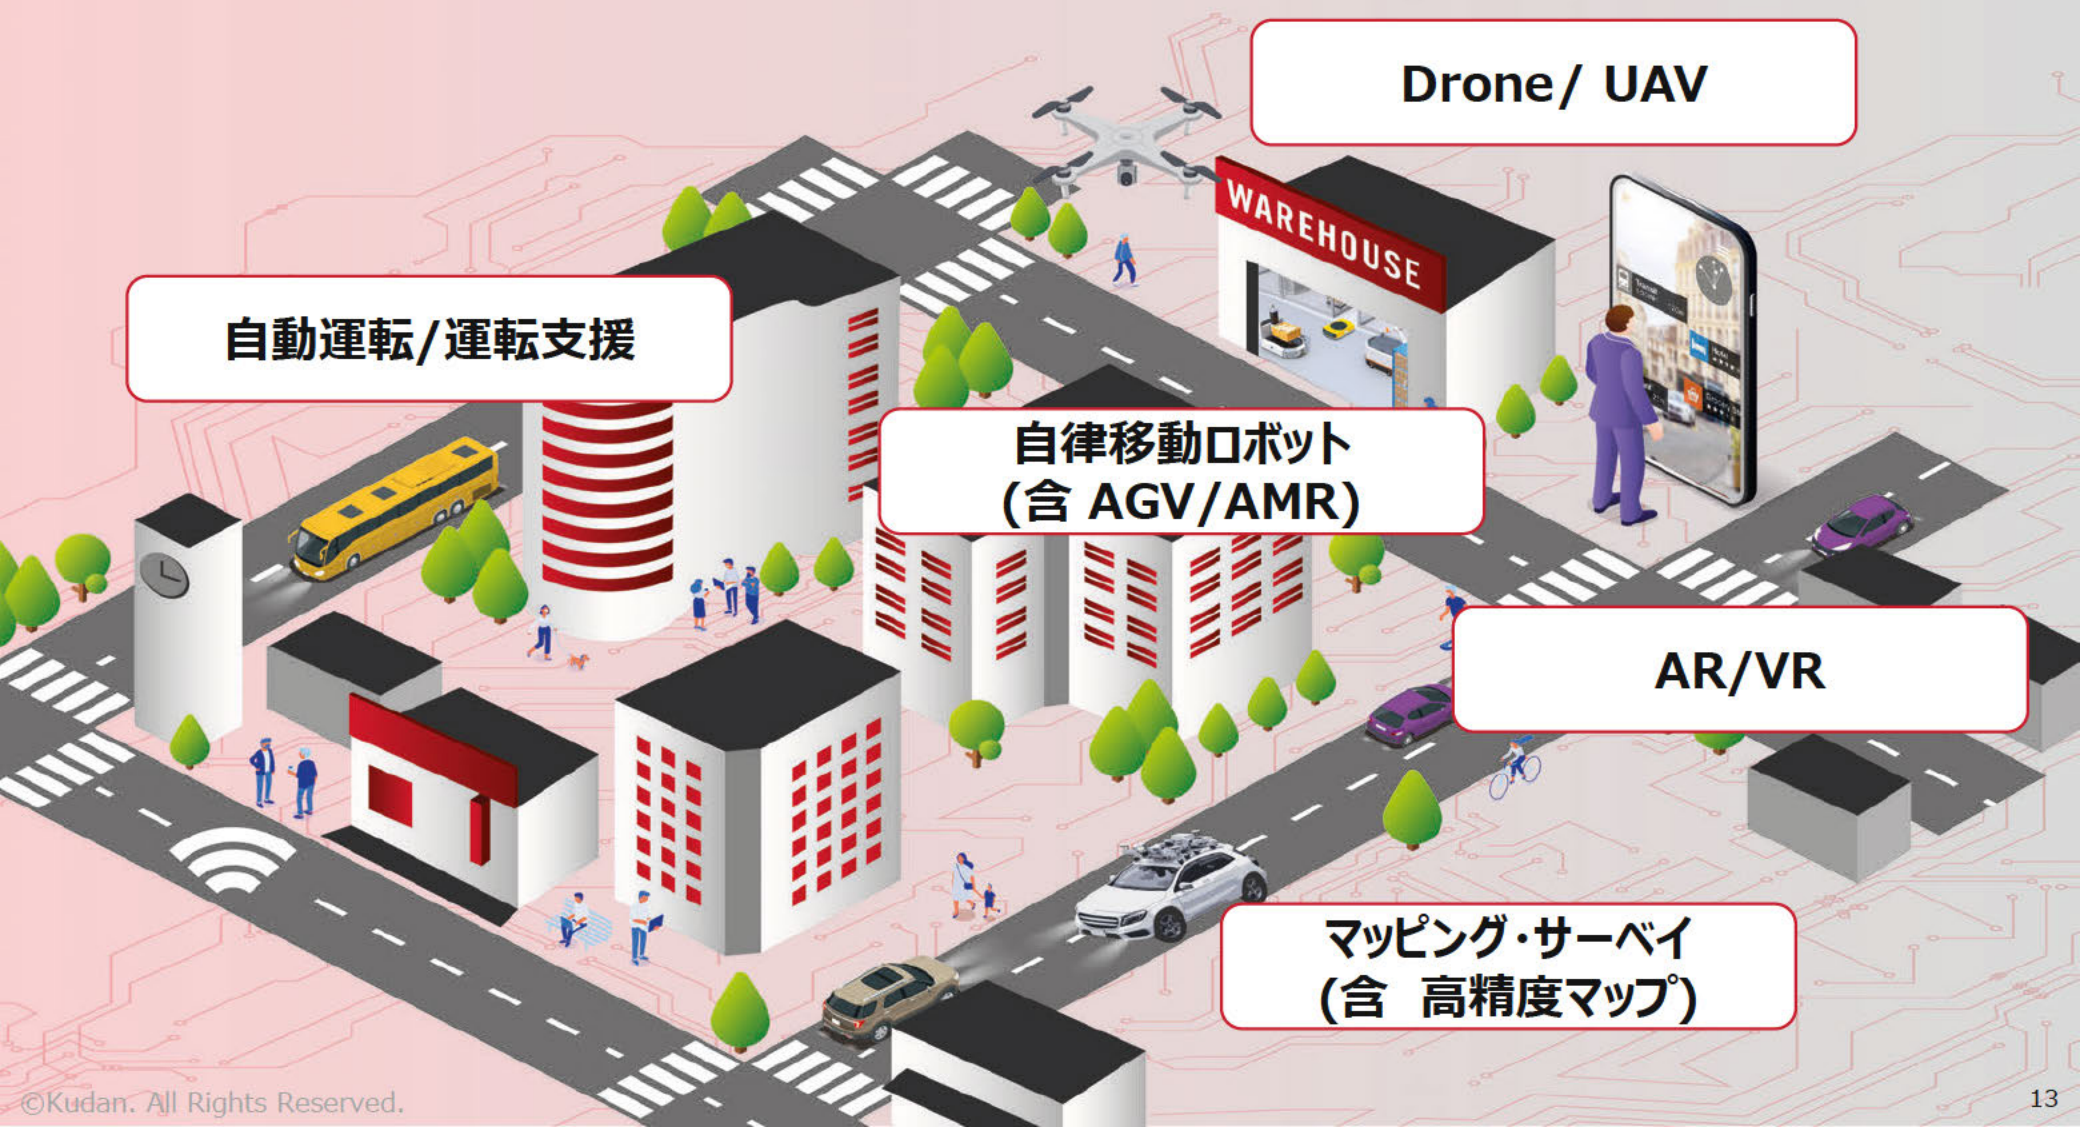 Drone/ UAV
WAREHOUSE
自動運転/運転支援
自律移動ロボット
(含 AGV/AMR)
AR/VR
マッピング・サーベイ
(含 高精度マップ)
©Kudan. All Rights Reserved.
13